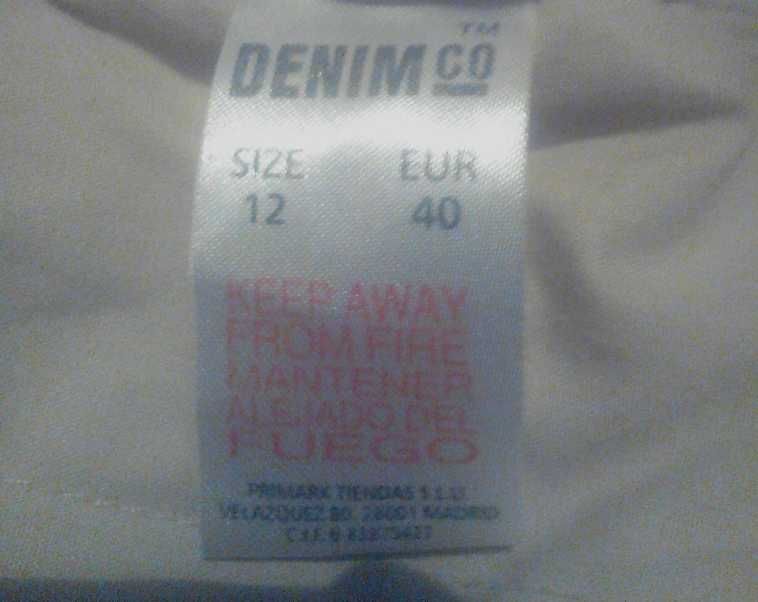 DENIM CO ™
SIZE EUR
12 40
KEEP AWAY
FROM FIRE
MANTENER
ALEJADO DEL
FUEGO
PRIMARK TIENDAS S.L.U.
VELAZQUEZ 28001 MADRID
C.I.F.